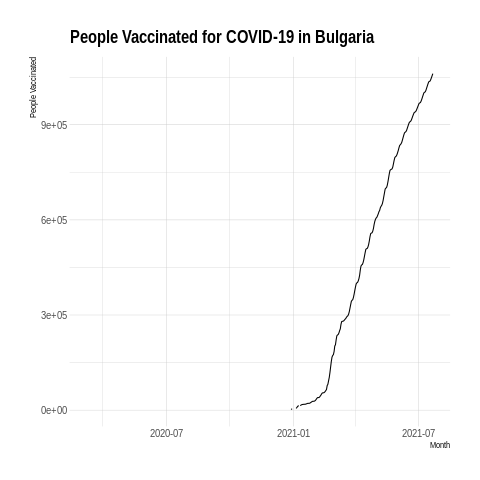 People Vaccinated for COVID-19 in Bulgaria
People Vaccinated
9e+05
6e+05
3e+05
0e+00
2020-07
2021-01
2021-07
Month